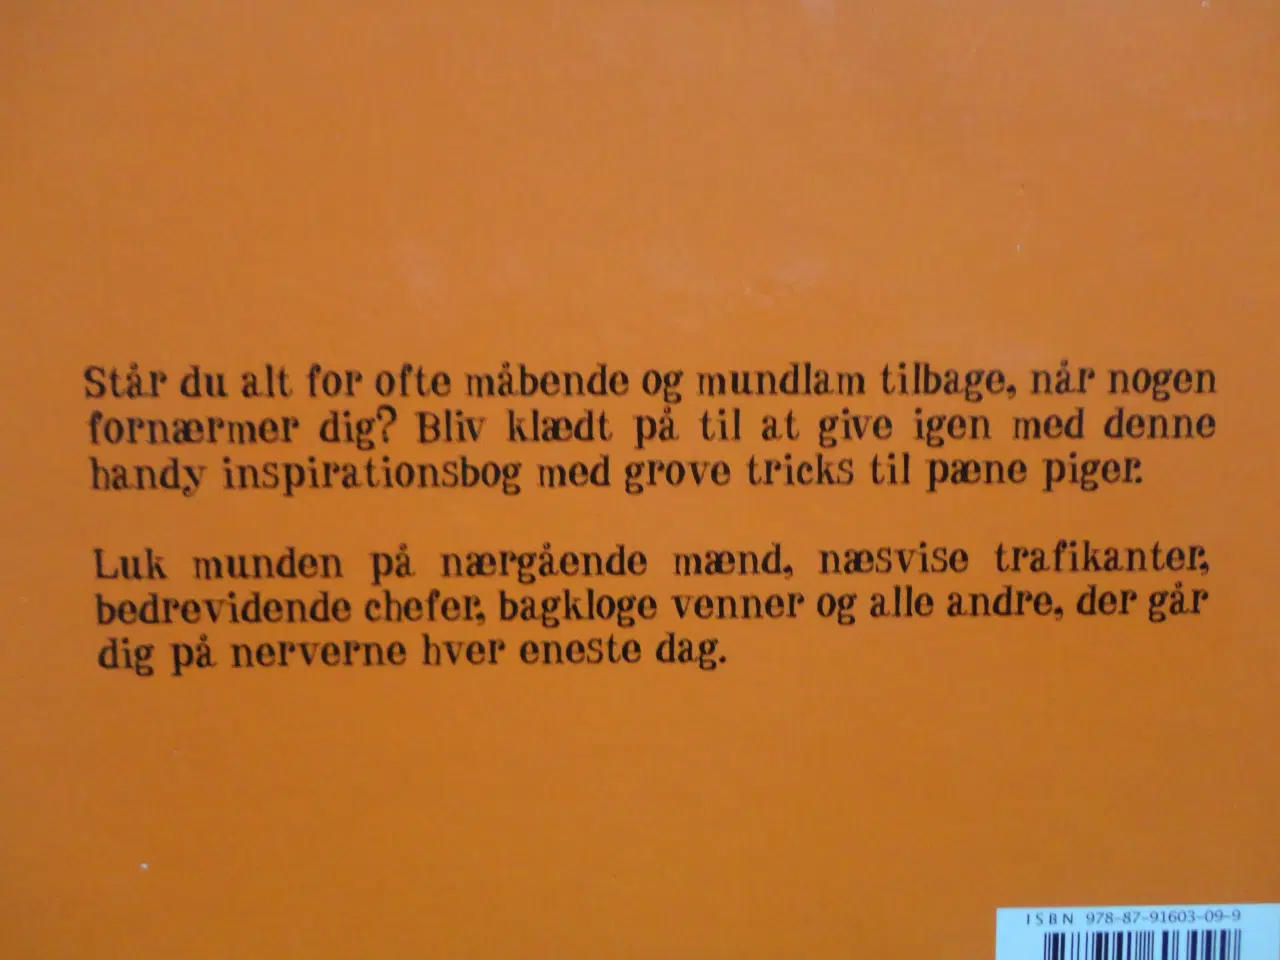 Står du alt for ofte måbende og mundlam tilbage, når nogen
fornærmer dig? Bliv klædt på til at give igen med denne
handy inspirationsbog med grove tricks til pæne piger.
Luk munden på nærgående mænd, næsvise trafikanter,
bedrevidende chefer, bagkloge venner og alle andre, der går
dig på nerverne hver eneste dag.
ISBN 978-87-91603-09-9